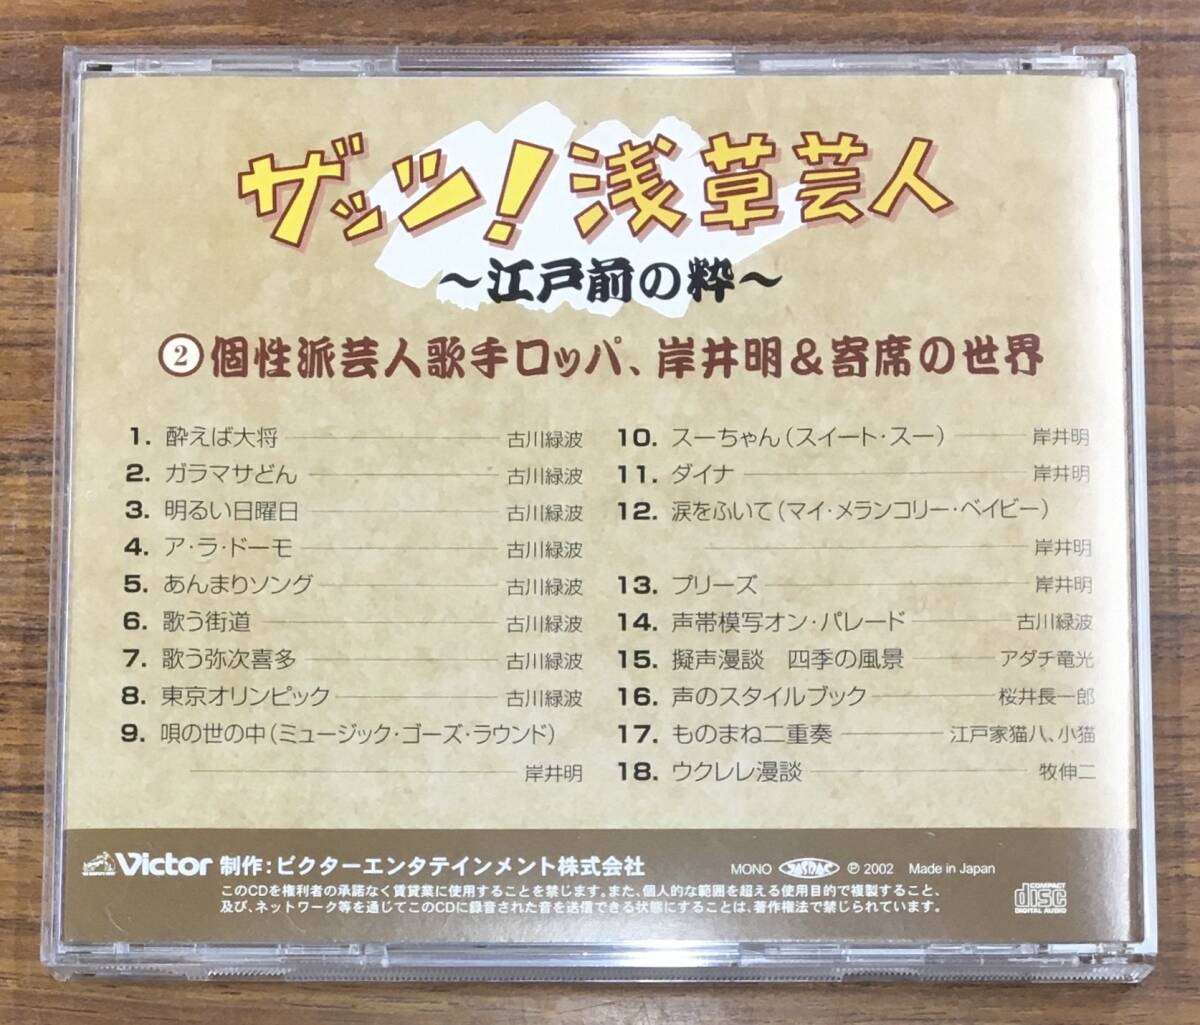 ザッツ!浅草芸人
～江戸前の粋～
②個性派芸人歌手ロッパ、岸井明＆寄席の世界
1. 酔えば大将 古川緑波
2. ガラマサどん 古川緑波
3. 明るい日曜日 古川緑波
4. ア・ラ・ドーモ 古川緑波
5. あんまりソング 古川緑波
6. 歌う街道 古川緑波
7. 歌う弥次喜多 古川緑波
8. 東京オリンピック 古川緑波
9. 唄の世の中（ミュージック・ゴーズ・ラウンド）
岸井明
10. スーちゃん（スイート・スー） 岸井明
11. ダイナ 岸井明
12. 涙をふいて（マイ・メランコリー・ベイビー）
岸井明
13. プリーズ 岸井明
14. 声帯模写オン・パレード 古川緑波
15. 擬声漫談 四季の風景 アダチ竜光
16. 声のスタイルブック 桜井長一郎
17. ものまね二重奏 江戸家猫八、小猫
18. ウクレレ漫談 牧伸二
Victor 制作：ビクターエンタテインメント株式会社
MONO JASRAC ℗ 2002 Made in Japan
このCDを権利者の承諾なく賃貸業に使用することを禁じます。また、個人的な範囲を超える使用目的で複製すること、
及び、ネットワーク等を通じてこのCDに録音された音を送信できる状態にすることは、著作権法で禁じられています。
COMPACT
disc
DIGITAL AUDIO